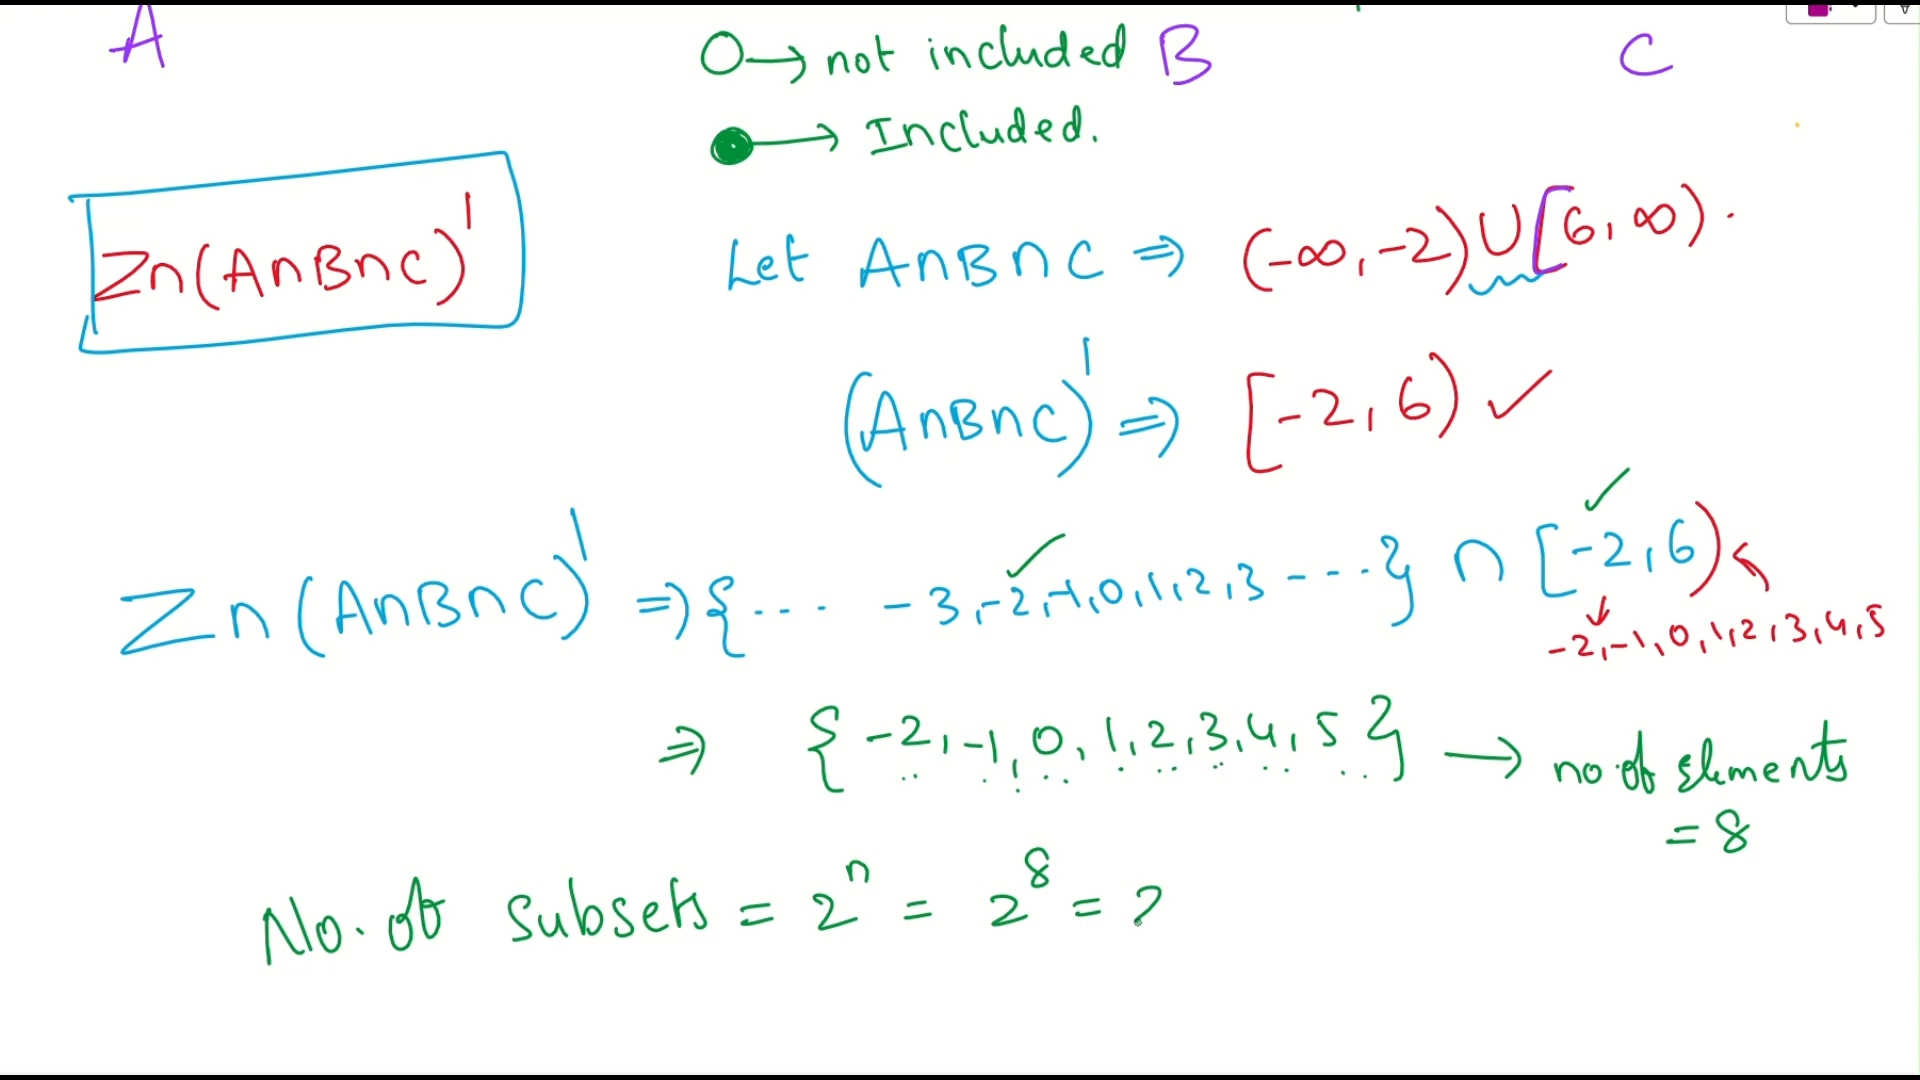 A
O→ not included B
C
●→ Included.
Z∩(A∩B∩C)'
Let A∩B∩C ⇒ (-∞,-2)∪[6,∞).
(A∩B∩C)' ⇒ [-2,6) ✓
Z∩(A∩B∩C)' ⇒ {... -3,-2,-1,0,1,2,3 ----...} ∩ [-2,6)
-2,-1,0,1,2,3,4,5
⇒ {-2,-1,0,1,2,3,4,5} → no.of elements
= 8
No. of subsets = 2ⁿ = 2⁸ = 2